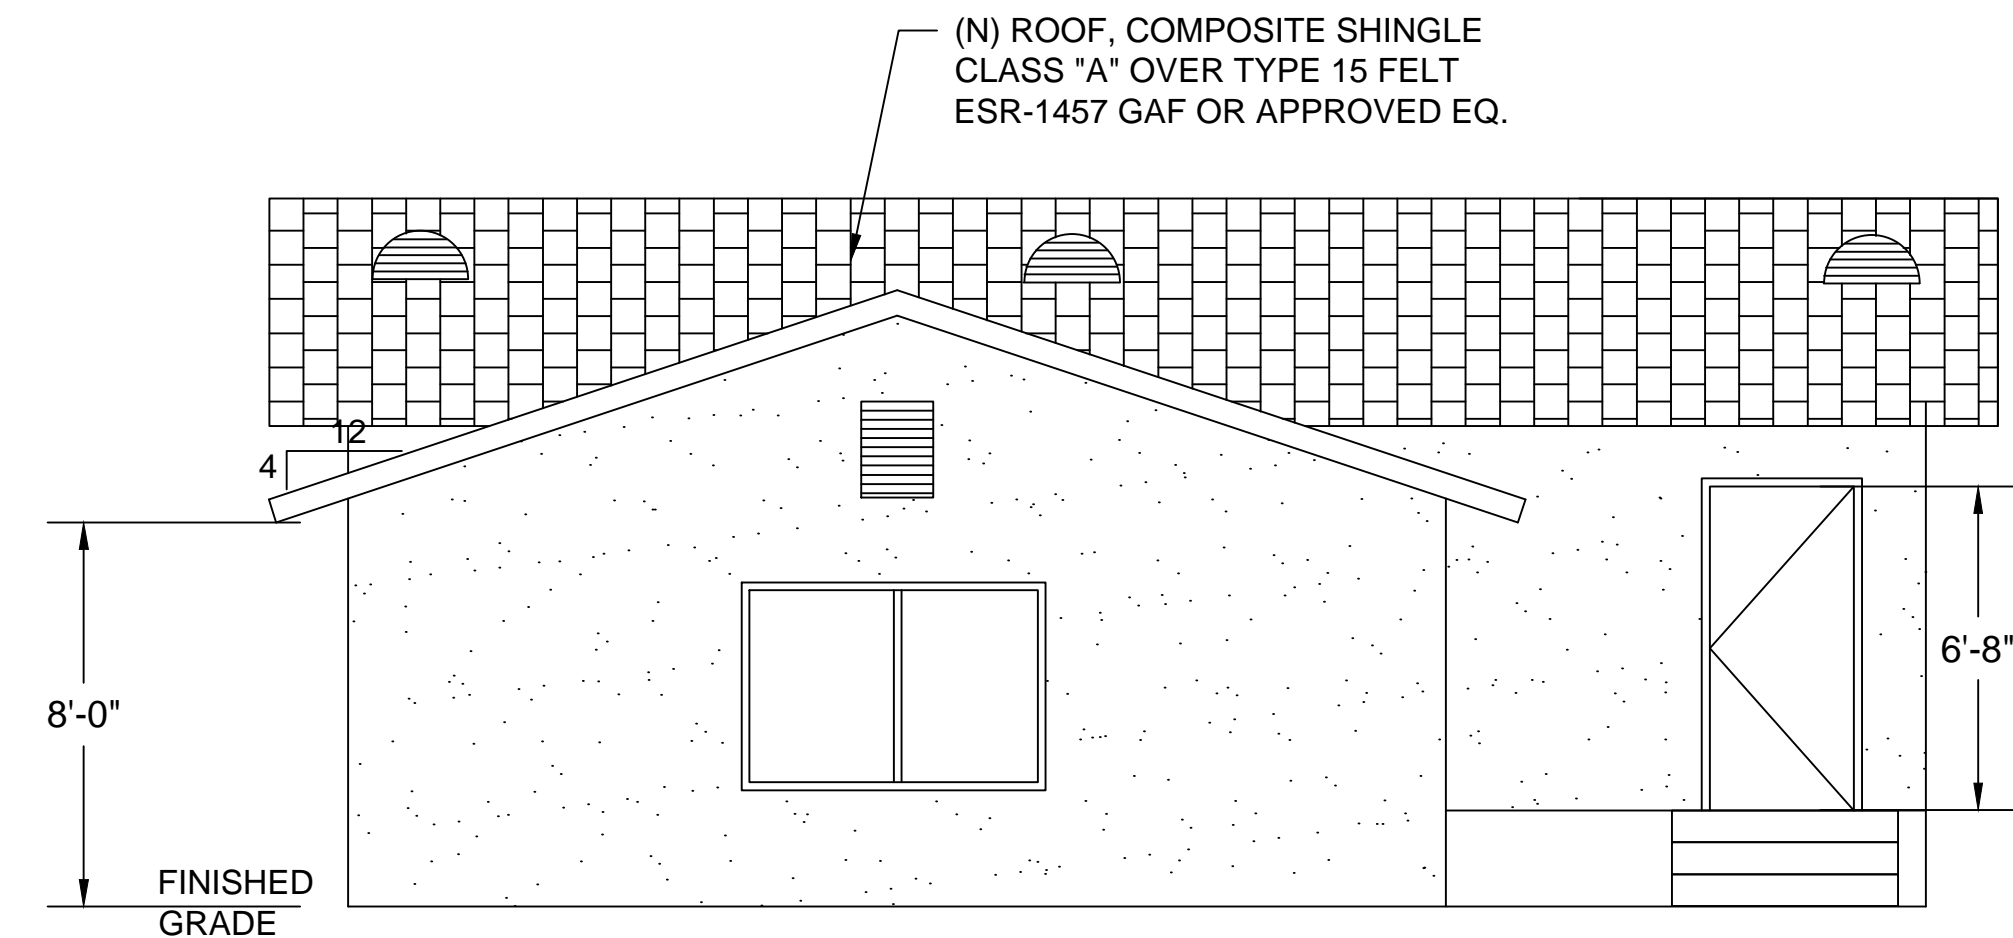 (N) ROOF, COMPOSITE SHINGLE
CLASS "A" OVER TYPE 15 FELT
ESR-1457 GAF OR APPROVED EQ.
12
4
8'-0"
6'-8"
FINISHED
GRADE